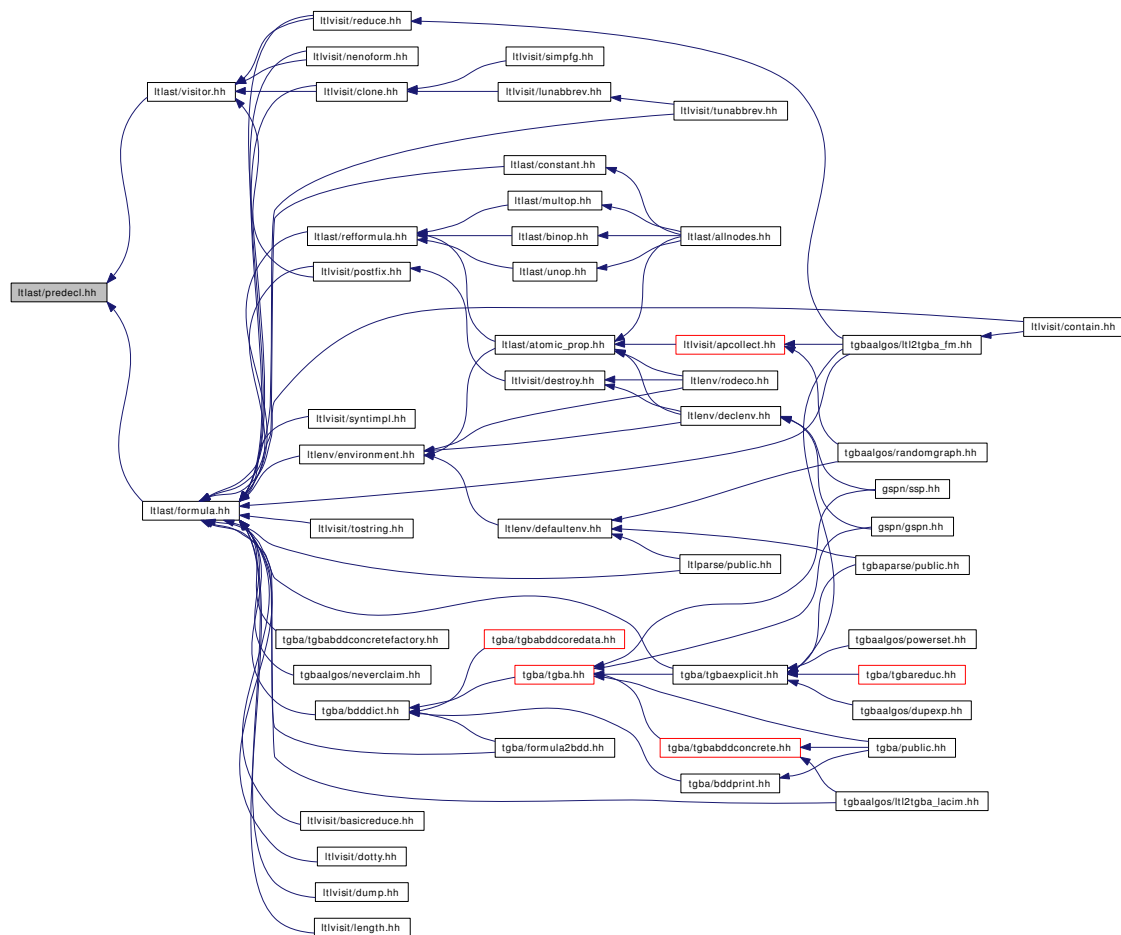 ltlvisit/reduce.hh
ltlvisit/nenoform.hh
ltlvisit/simpfg.hh
ltlast/visitor.hh
ltlvisit/clone.hh
ltlvisit/lunabbrev.hh
ltlvisit/tunabbrev.hh
ltlast/constant.hh
ltlast/multop.hh
ltlast/refformula.hh
ltlast/binop.hh
ltlast/allnodes.hh
ltlvisit/postfix.hh
ltlast/unop.hh
ltlast/predecl.hh
ltlvisit/contain.hh
ltlast/atomic_prop.hh
ltlvisit/apcollect.hh
tgbaalgos/ltl2tgba_fm.hh
ltlvisit/destroy.hh
ltlenv/rodeco.hh
ltlvisit/syntimpl.hh
ltlenv/declenv.hh
ltlenv/environment.hh
tgbaalgos/randomgraph.hh
gspn/ssp.hh
ltlast/formula.hh
ltlvisit/tostring.hh
ltlenv/defaultenv.hh
gspn/gspn.hh
ltlparse/public.hh
tgbaparse/public.hh
tgba/tgbabddconcretefactory.hh
tgba/tgbabddcoredata.hh
tgbaalgos/powerset.hh
tgbaalgos/neverclaim.hh
tgba/tgba.hh
tgba/tgbaexplicit.hh
tgba/tgbareduc.hh
tgba/bdddict.hh
tgbaalgos/dupexp.hh
tgba/formula2bdd.hh
tgba/tgbabddconcrete.hh
tgba/public.hh
tgba/bddprint.hh
tgbaalgos/ltl2tgba_lacim.hh
ltlvisit/basicreduce.hh
ltlvisit/dotty.hh
ltlvisit/dump.hh
ltlvisit/length.hh